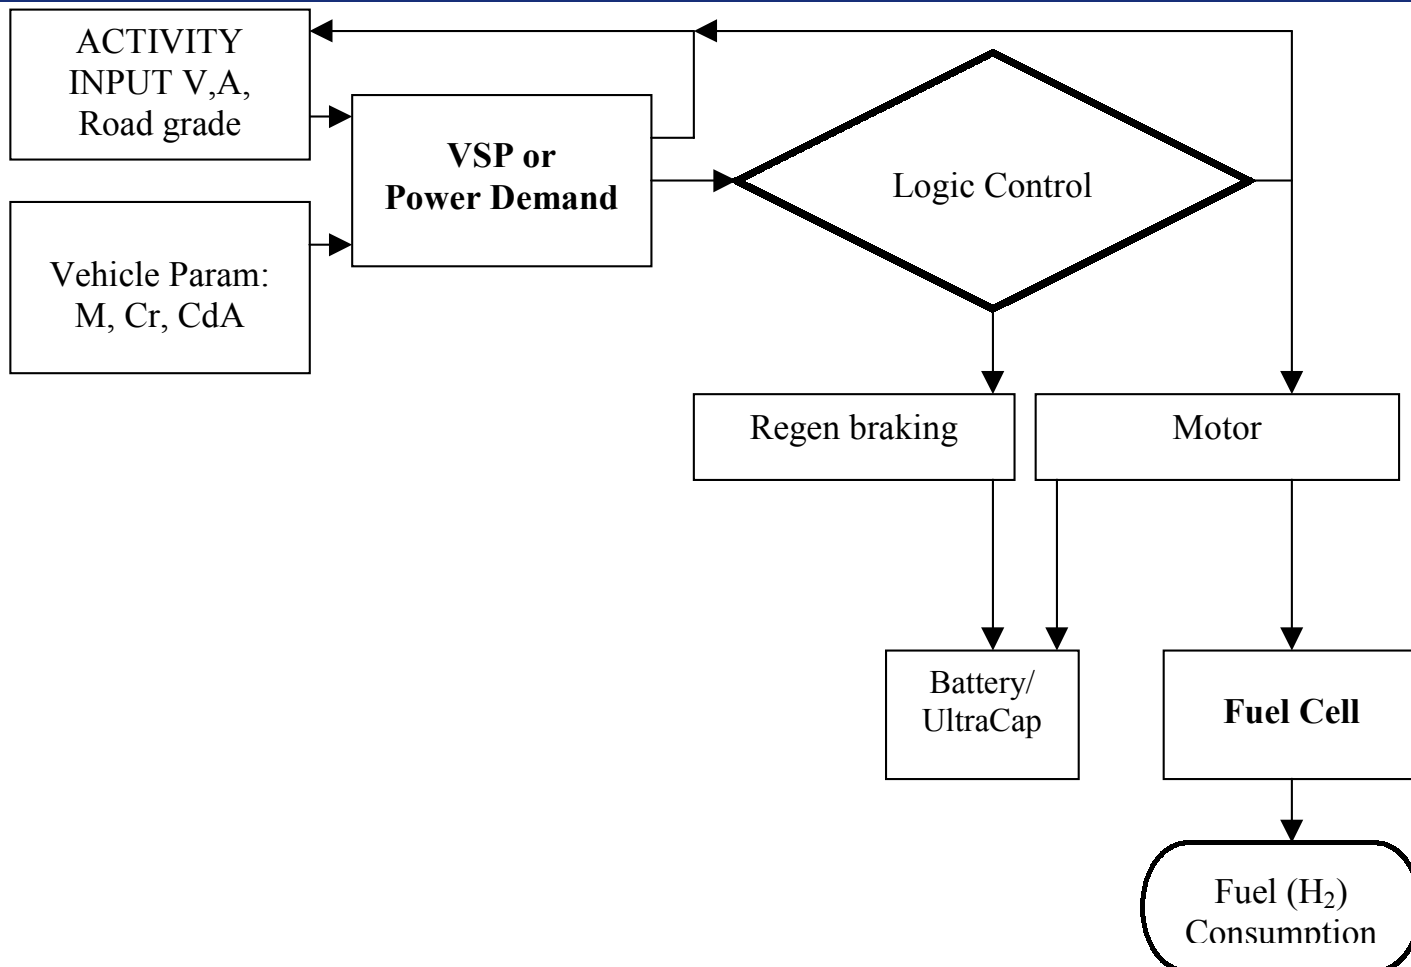 ACTIVITY
INPUT V,A,
Road grade
VSP or
Power Demand
Logic Control
Vehicle Param:
M, Cr, CdA
Regen braking
Motor
Battery/
UltraCap
Fuel Cell
Fuel (H₂)
Consumption